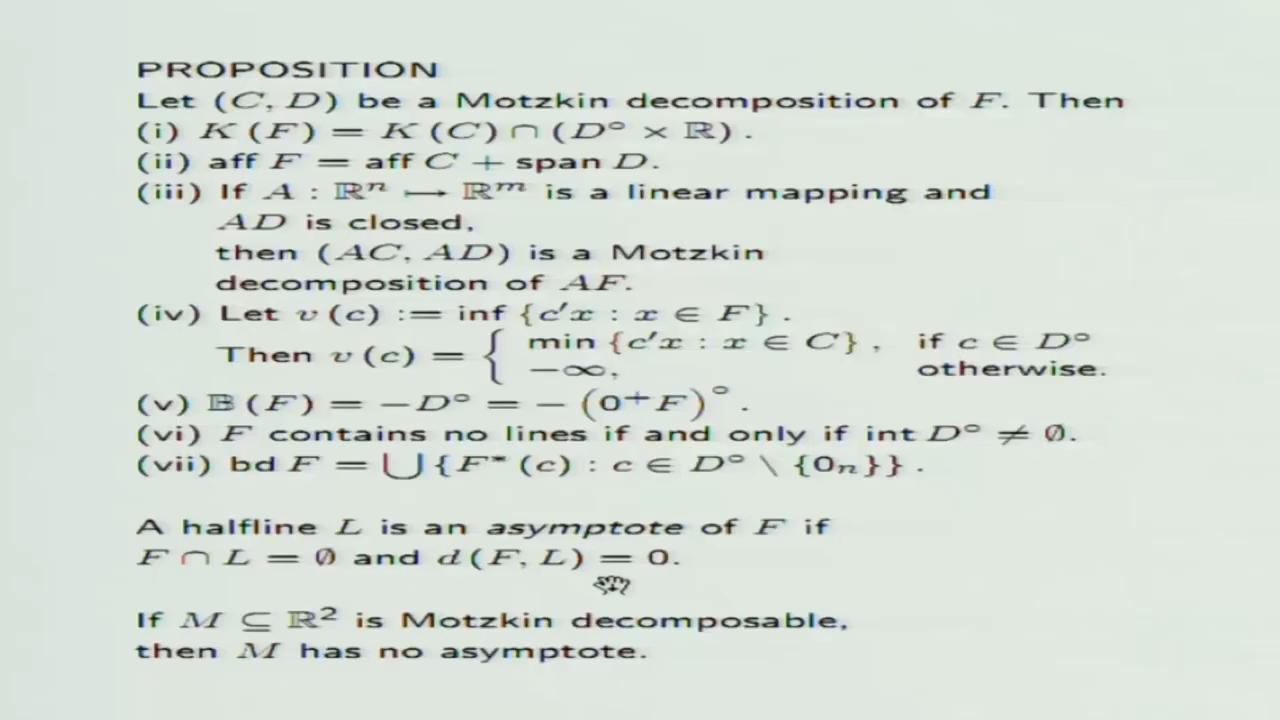 PROPOSITION
Let (C, D) be a Motzkin decomposition of F. Then
(i) K (F) = K (C) ∩ (D° × ℝ) .
(ii) aff F = aff C + span D.
(iii) If A : ℝⁿ ⟼ ℝᵐ is a linear mapping and
AD is closed,
then (AC, AD) is a Motzkin
decomposition of AF.
(iv) Let v (c) := inf {c′x : x ∈ F} .
Then v (c) = { min {c′x : x ∈ C} , if c ∈ D°
−∞, otherwise.
(v) 𝔹 (F) = −D° = − (0⁺F)° .
(vi) F contains no lines if and only if int D° ≠ ∅.
(vii) bd F = ⋃ {F* (c) : c ∈ D° \ {0ₙ}} .
A halfline L is an asymptote of F if
F ∩ L = ∅ and d (F, L) = 0.
If M ⊆ ℝ² is Motzkin decomposable,
then M has no asymptote.